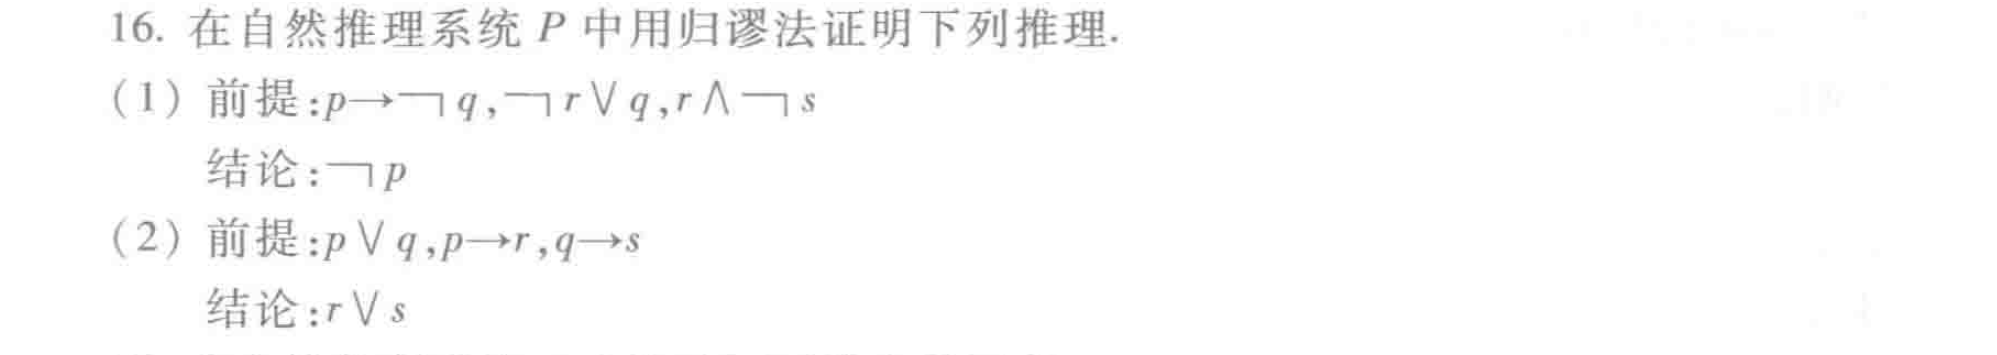 16. 在自然推理系统 P 中用归谬法证明下列推理.
(1) 前提:p→¬q,¬r∨q,r∧¬s
结论:¬p
(2) 前提:p∨q,p→r,q→s
结论:r∨s